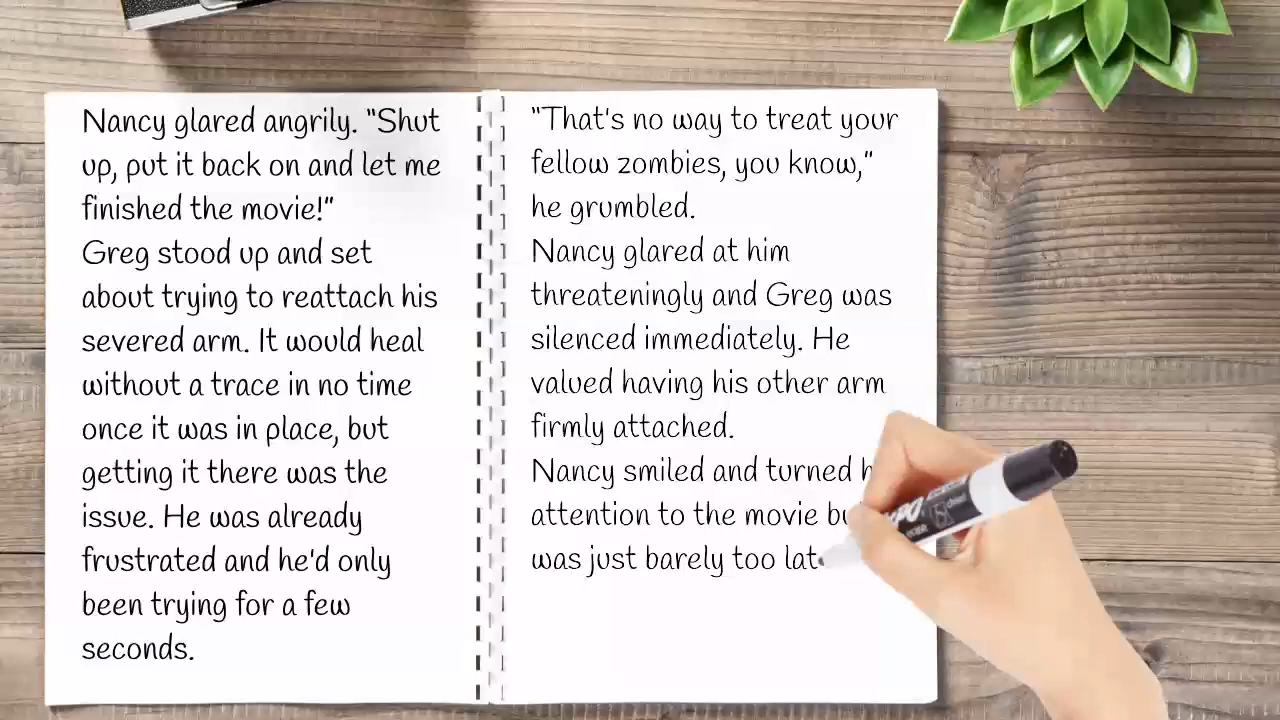 Nancy glared angrily. "Shut
up, put it back on and let me
finished the movie!"
Greg stood up and set
about trying to reattach his
severed arm. It would heal
without a trace in no time
once it was in place, but
getting it there was the
issue. He was already
frustrated and he'd only
been trying for a few
seconds.
"That's no way to treat your
fellow zombies, you know,"
he grumbled.
Nancy glared at him
threateningly and Greg was
silenced immediately. He
valued having his other arm
firmly attached.
Nancy smiled and turned
attention to the movie
was just barely too lat